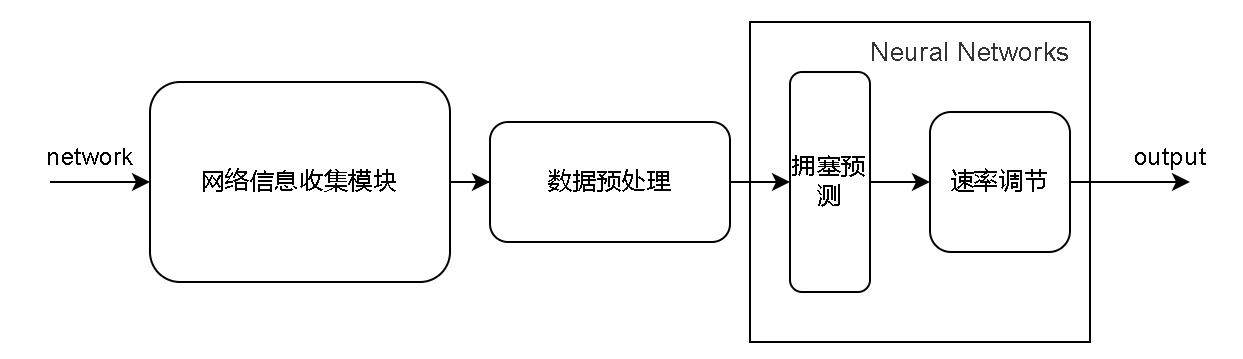 Neural Networks
network
网络信息收集模块
数据预处理
拥塞预
测
速率调节
output